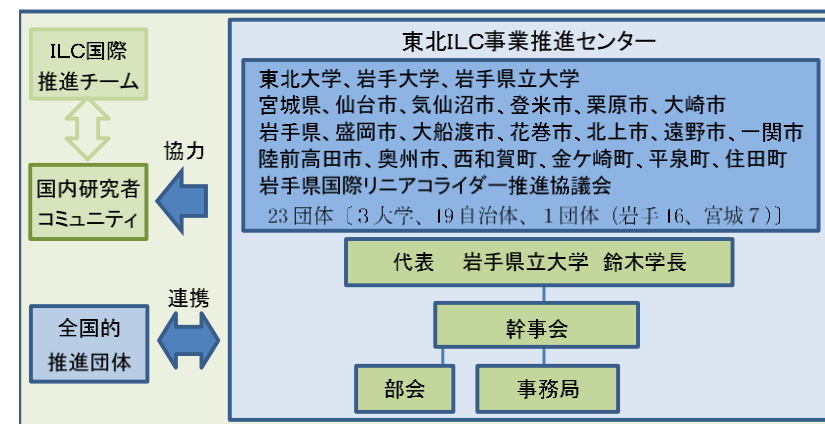 ILC国際
推進チーム
国内研究者
コミュニティ
協力
全国的
推進団体
連携
東北ILC事業推進センター
東北大学、岩手大学、岩手県立大学
宮城県、仙台市、気仙沼市、登米市、栗原市、大崎市
岩手県、盛岡市、大船渡市、花巻市、北上市、遠野市、一関市
陸前高田市、奥州市、西和賀町、金ケ崎町、平泉町、住田町
岩手県国際リニアコライダー推進協議会
23団体〔3大学、19自治体、1団体（岩手16、宮城7）〕
代表　岩手県立大学 鈴木学長
幹事会
部会
事務局